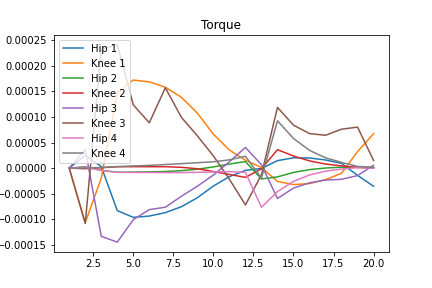 Torque
0.00025
0.00020
0.00015
0.00010
0.00005
0.00000
−0.00005
−0.00010
−0.00015
Hip 1
Knee 1
Hip 2
Knee 2
Hip 3
Knee 3
Hip 4
Knee 4
2.5 5.0 7.5 10.0 12.5 15.0 17.5 20.0